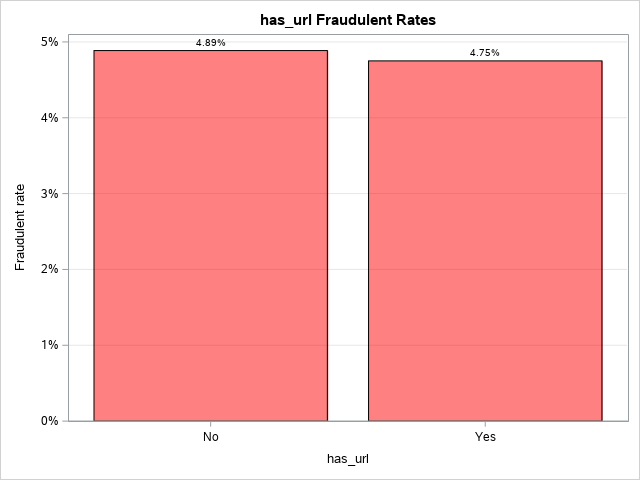 has_url Fraudulent Rates
Fraudulent rate
5%
4%
3%
2%
1%
0%
4.89%
4.75%
No
Yes
has_url